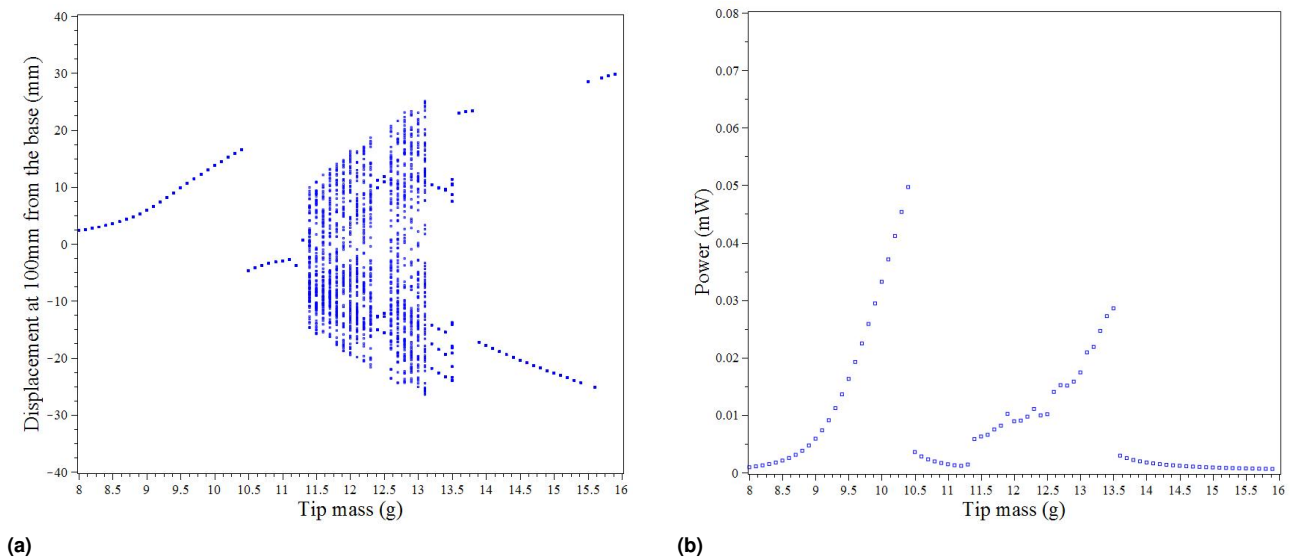 40
30
20
10
0
−10
−20
−30
−40
Displacement at 100mm from the base (mm)
8 8.5 9 9.5 10 10.5 11 11.5 12 12.5 13 13.5 14 14.5 15 15.5 16
Tip mass (g)
(a)
0.08
0.07
0.06
0.05
0.04
0.03
0.02
0.01
0
Power (mW)
8 8.5 9 9.5 10 10.5 11 11.5 12 12.5 13 13.5 14 14.5 15 15.5 16
Tip mass (g)
(b)